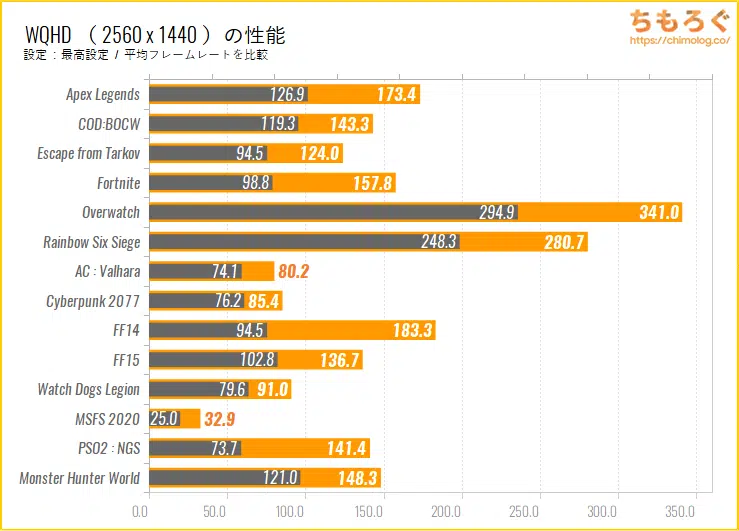 WQHD （ 2560 x 1440 ）の性能
設定 : 最高設定 / 平均フレームレートを比較
ちもろぐ
https://chimolog.co/
Apex Legends 126.9 173.4
COD:BOCW 119.3 143.3
Escape from Tarkov 94.5 124.0
Fortnite 98.8 157.8
Overwatch 294.9 341.0
Rainbow Six Siege 248.3 280.7
AC : Valhara 74.1 80.2
Cyberpunk 2077 76.2 85.4
FF14 94.5 183.3
FF15 102.8 136.7
Watch Dogs Legion 79.6 91.0
MSFS 2020 25.0 32.9
PSO2 : NGS 73.7 141.4
Monster Hunter World 121.0 148.3
0.0 50.0 100.0 150.0 200.0 250.0 300.0 350.0